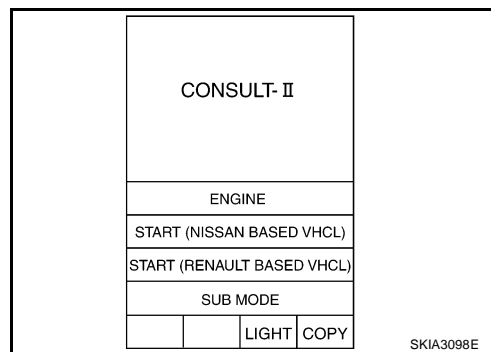 CONSULT-Ⅱ
ENGINE
START (NISSAN BASED VHCL)
START (RENAULT BASED VHCL)
SUB MODE
LIGHT COPY
SKIA3098E